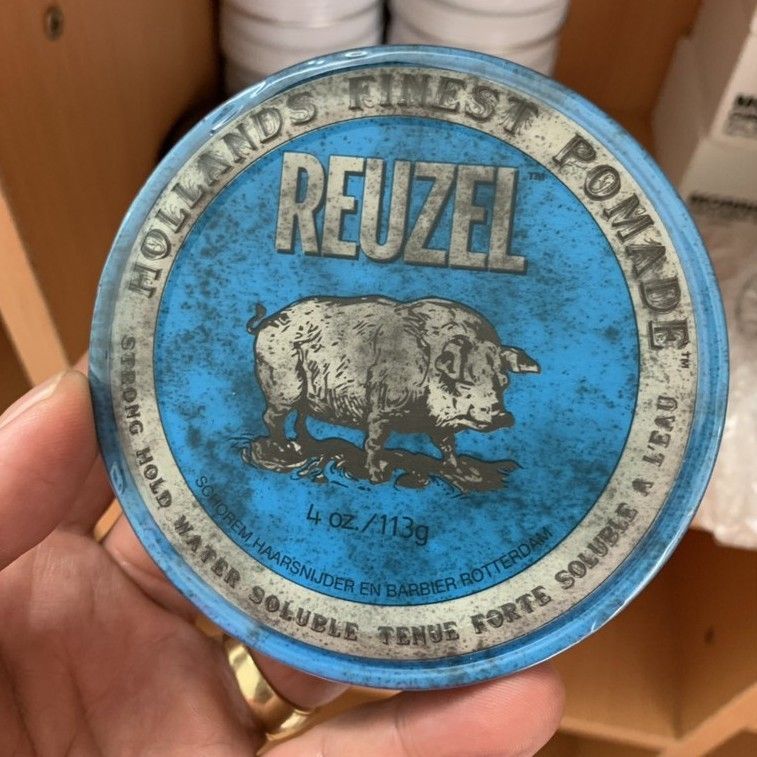 HOLLANDS FINEST POMADE™
REUZEL™
4 oz./113g
SCHOREM HAARSNIJDER EN BARBIER ROTTERDAM
STRONG HOLD WATER SOLUBLE TENUE FORTE SOLUBLE A L'EAU